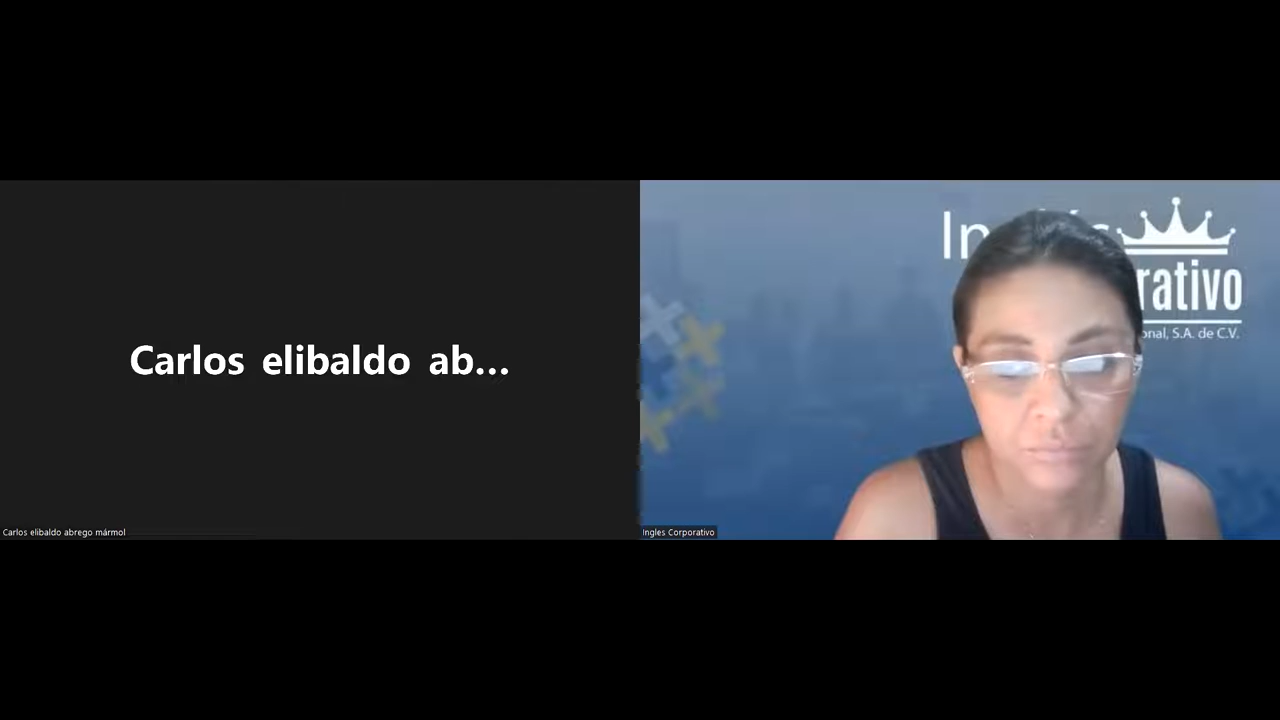 Carlos elibaldo ab...
Carlos elibaldo abrego mármol
rativo
onal, S.A. de C.V.
Ingles Corporativo